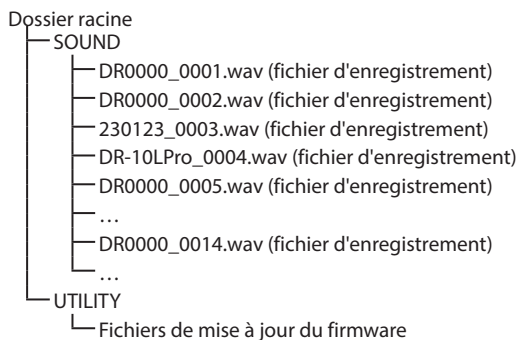 Dossier racine
SOUND
DR0000_0001.wav (fichier d'enregistrement)
DR0000_0002.wav (fichier d'enregistrement)
230123_0003.wav (fichier d'enregistrement)
DR-10LPro_0004.wav (fichier d'enregistrement)
DR0000_0005.wav (fichier d'enregistrement)
…
DR0000_0014.wav (fichier d'enregistrement)
…
UTILITY
Fichiers de mise à jour du firmware